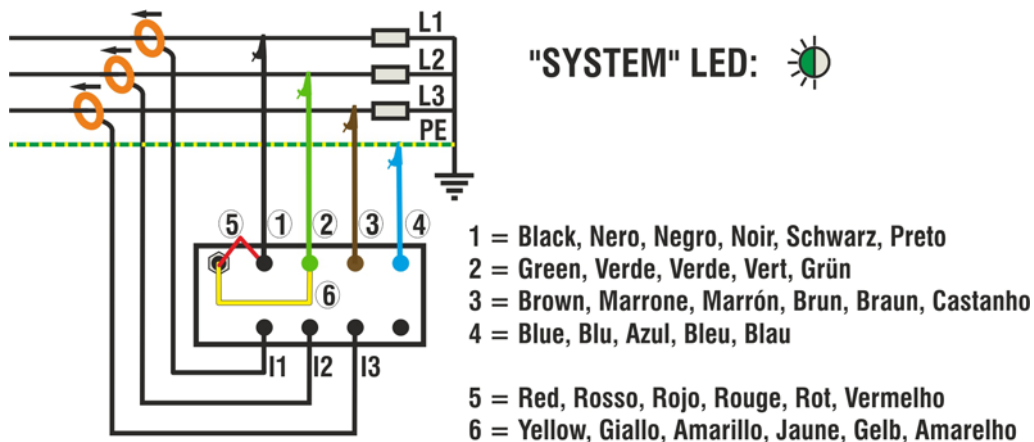 L1
"SYSTEM" LED:
L2
L3
PE
5 1 2 3 4
6
I1 I2 I3
1 = Black, Nero, Negro, Noir, Schwarz, Preto
2 = Green, Verde, Verde, Vert, Grün
3 = Brown, Marrone, Marrón, Brun, Braun, Castanho
4 = Blue, Blu, Azul, Bleu, Blau
5 = Red, Rosso, Rojo, Rouge, Rot, Vermelho
6 = Yellow, Giallo, Amarillo, Jaune, Gelb, Amarelho